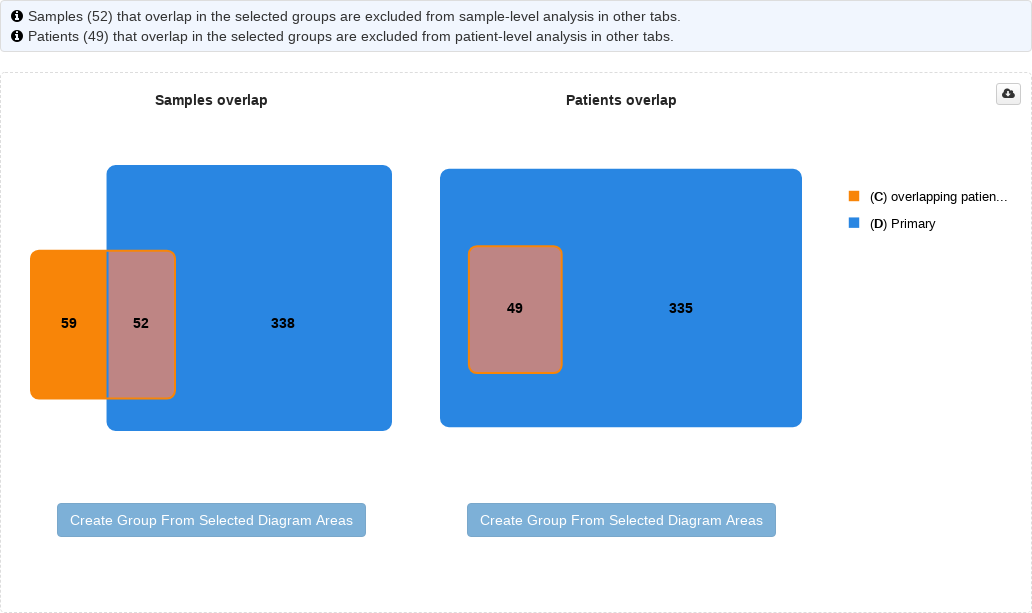 Samples (52) that overlap in the selected groups are excluded from sample-level analysis in other tabs.
Patients (49) that overlap in the selected groups are excluded from patient-level analysis in other tabs.
Samples overlap
Patients overlap
(C) overlapping patien...
(D) Primary
59
52
338
49
335
Create Group From Selected Diagram Areas
Create Group From Selected Diagram Areas